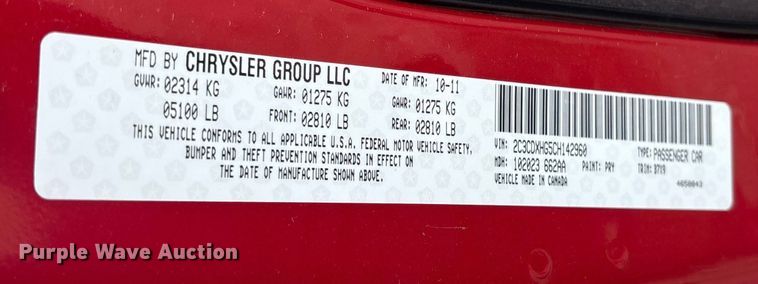 MFD BY CHRYSLER GROUP LLC DATE OF MFR: 10-11
GVWR: 02314 KG GAWR: 01275 KG GAWR: 01275 KG
05100 LB FRONT: 02810 LB REAR: 02810 LB
THIS VEHICLE CONFORMS TO ALL APPLICABLE U.S.A. FEDERAL MOTOR VEHICLE SAFETY,
BUMPER AND THEFT PREVENTION STANDARDS IN EFFECT ON
THE DATE OF MANUFACTURE SHOWN ABOVE.
VIN: 2C3CDXHG5CH142960 TYPE: PASSENGER CAR
MDH: 102023 662AA PAINT: PRY TRIM: B7X9
VEHICLE MADE IN CANADA 4658043
Purple Wave Auction